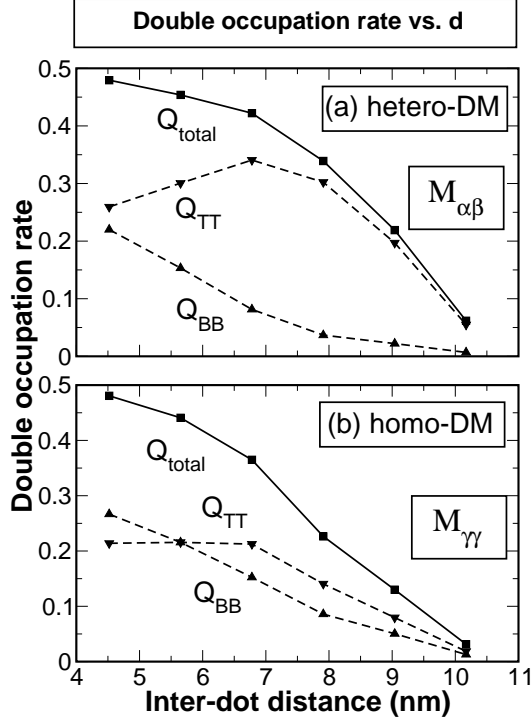 Double occupation rate vs. d
0.5
(a) hetero-DM
Q_total
0.4
M_αβ
0.3
Q_TT
0.2
Q_BB
0.1
0
Double occupation rate
0.5
(b) homo-DM
0.4
Q_total
0.3
Q_TT
M_γγ
0.2
Q_BB
0.1
0
4 5 6 7 8 9 10 11
Inter-dot distance (nm)